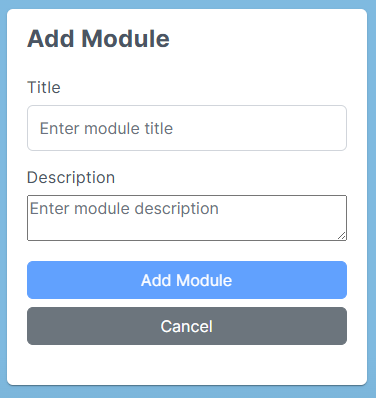 Add Module
Title
Enter module title
Description
Enter module description
Add Module
Cancel